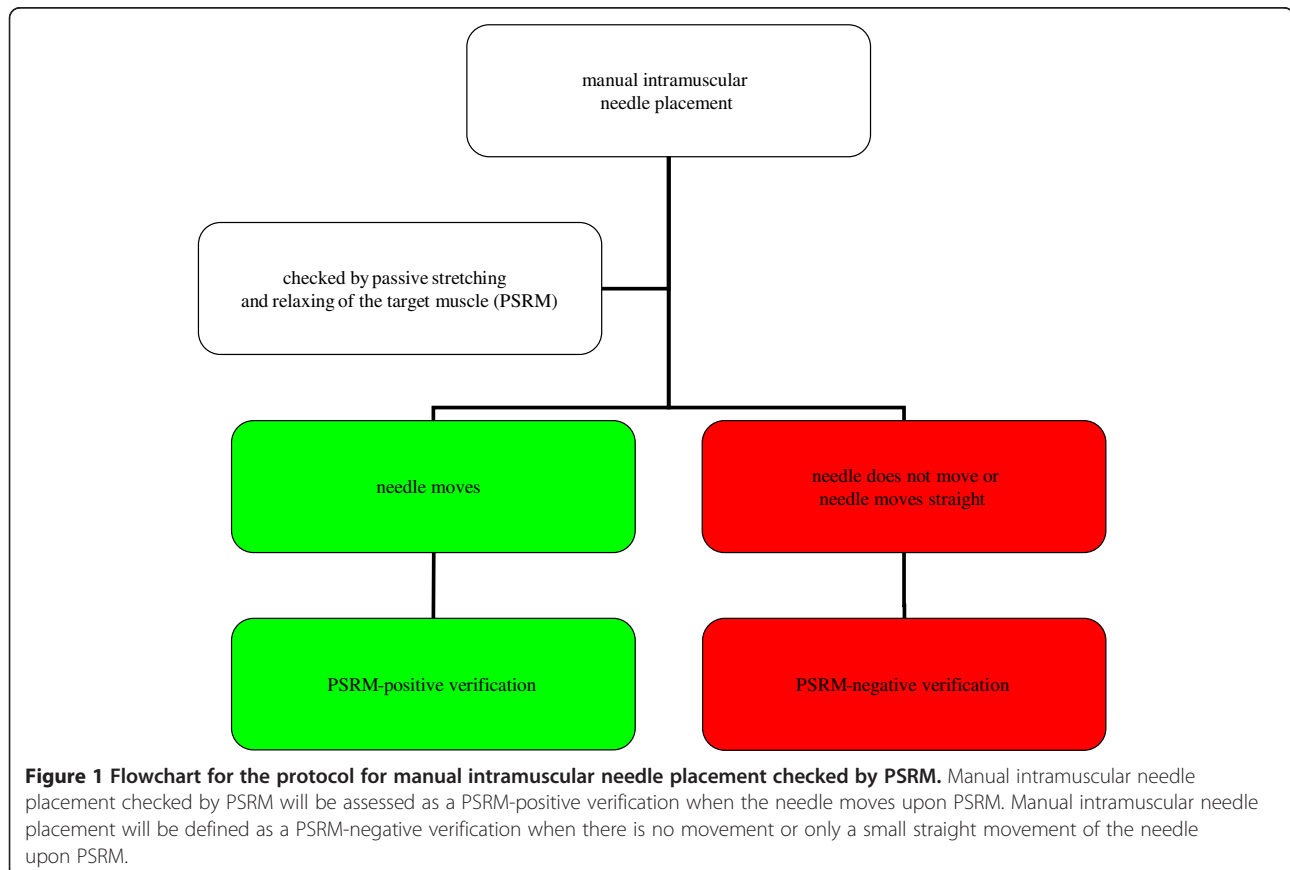 manual intramuscular
needle placement
checked by passive stretching
and relaxing of the target muscle (PSRM)
needle moves
needle does not move or
needle moves straight
PSRM-positive verification
PSRM-negative verification
Figure 1 Flowchart for the protocol for manual intramuscular needle placement checked by PSRM. Manual intramuscular needle
placement checked by PSRM will be assessed as a PSRM-positive verification when the needle moves upon PSRM. Manual intramuscular needle
placement will be defined as a PSRM-negative verification when there is no movement or only a small straight movement of the needle
upon PSRM.